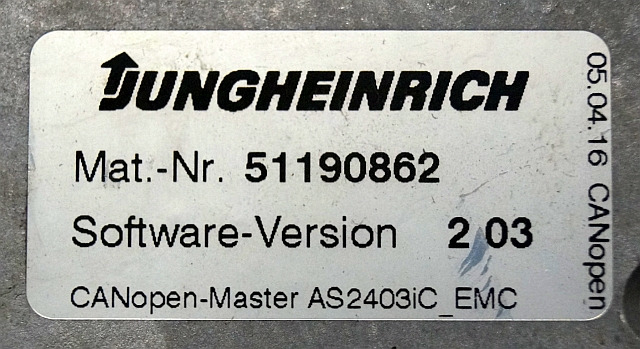 JUNGHEINRICH
Mat.-Nr. 51190862
Software-Version 2 03
CANopen-Master AS2403iC_EMC
05.04.16 CANopen